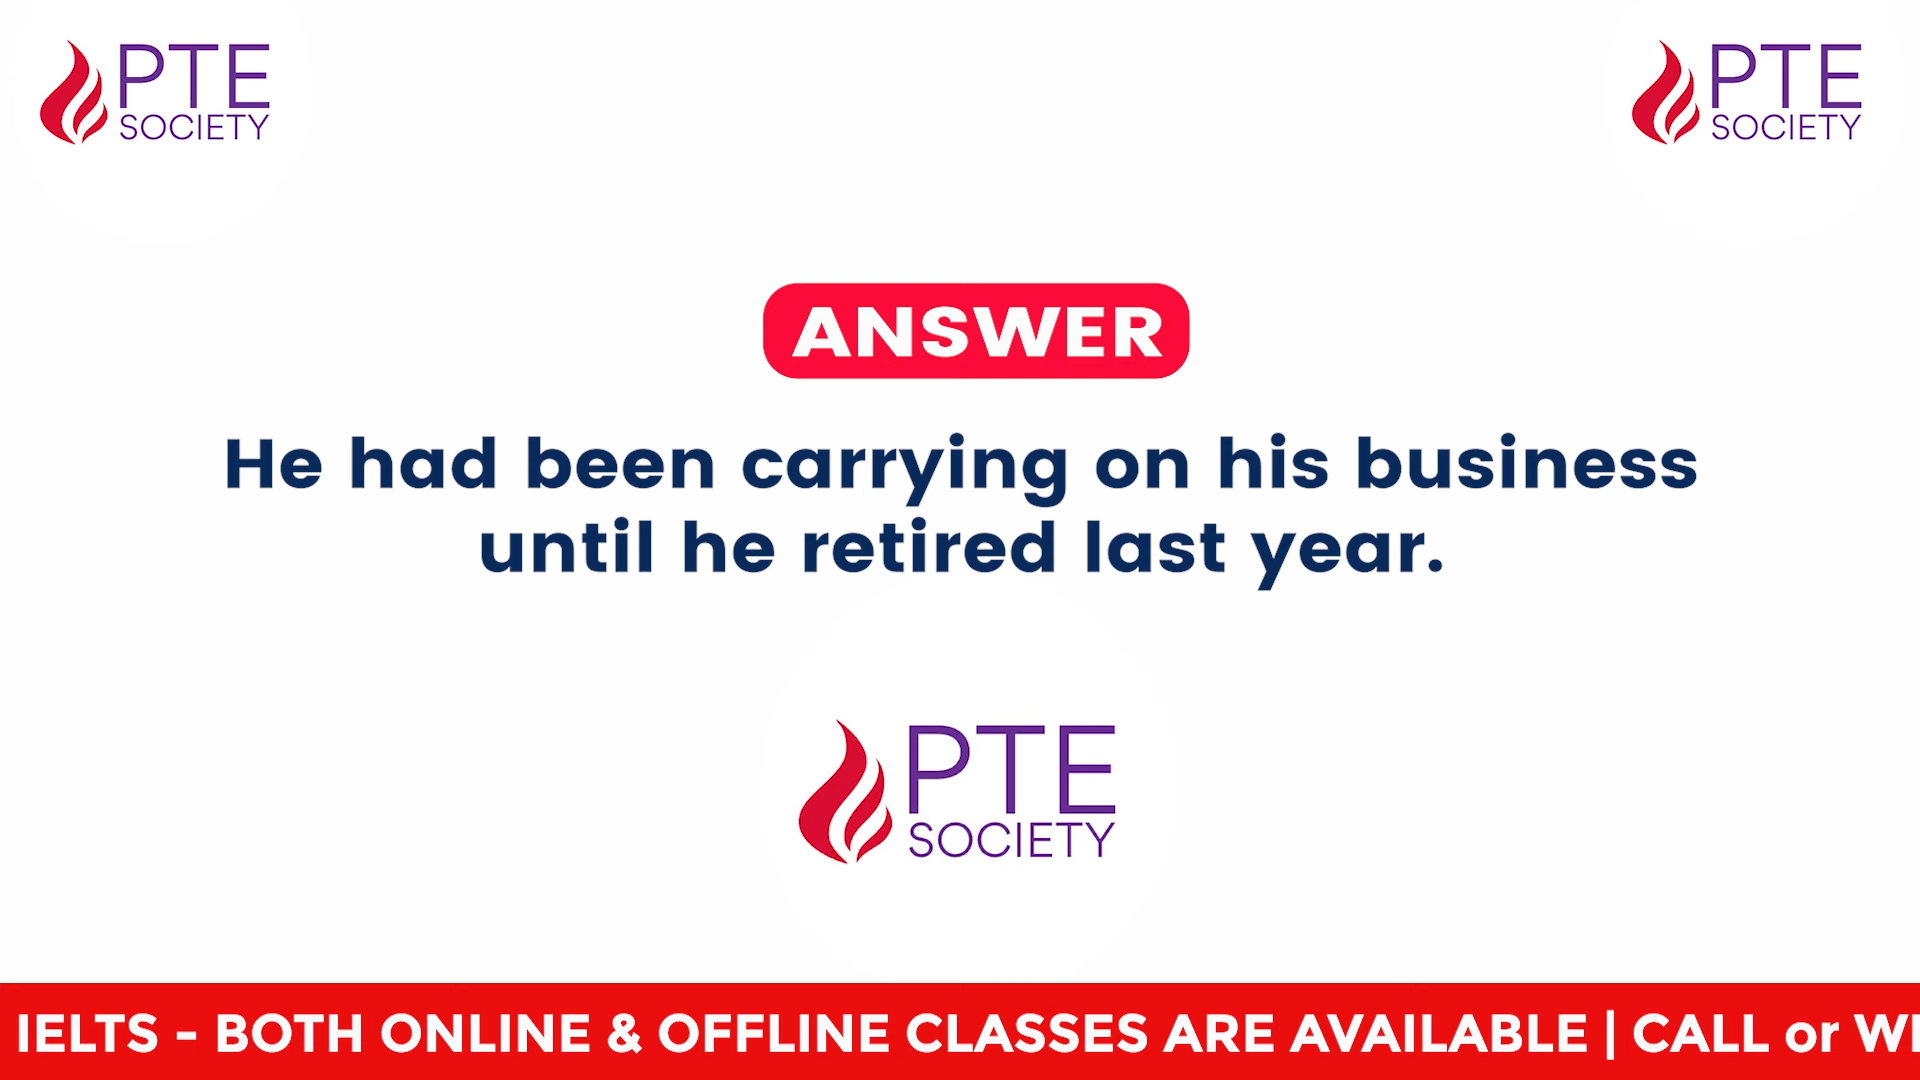 PTE
SOCIETY
PTE
SOCIETY
ANSWER
He had been carrying on his business
until he retired last year.
PTE
SOCIETY
IELTS - BOTH ONLINE & OFFLINE CLASSES ARE AVAILABLE | CALL or